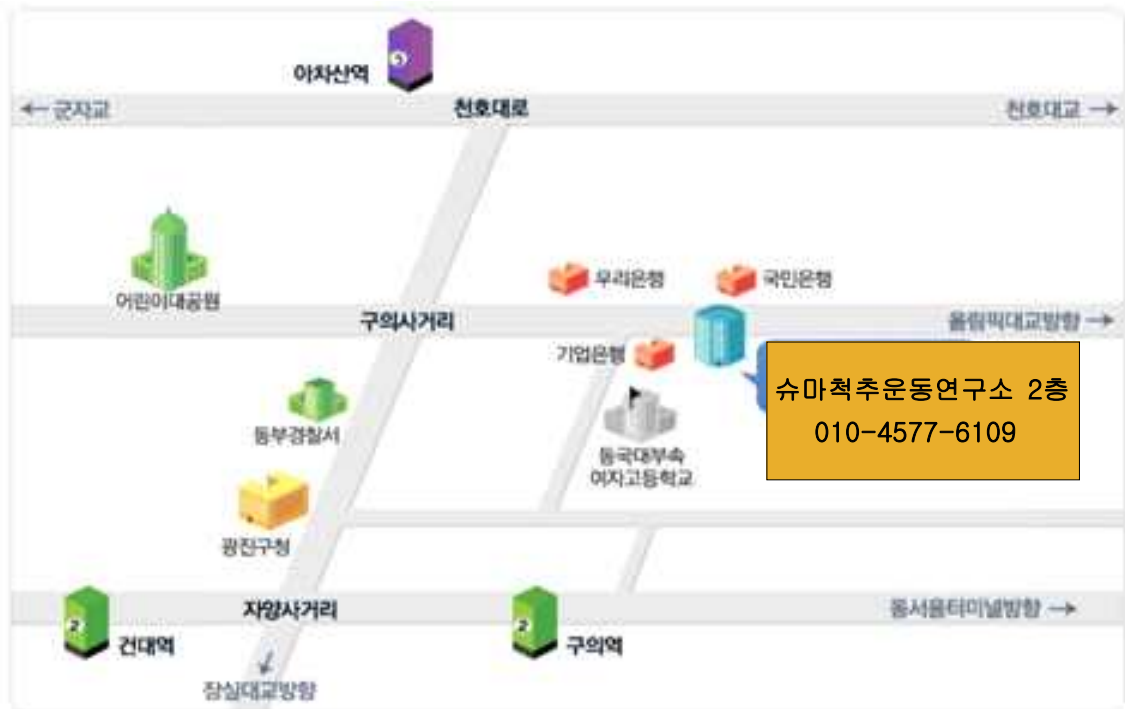 5
아차산역
← 군자교
천호대로
천호대교 →
어린이대공원
우리은행
국민은행
구의사거리
올림픽대교방향 →
기업은행
슈마척추운동연구소 2층
010-4577-6109
동부경찰서
동국대부속
여자고등학교
광진구청
2
건대역
자양사거리
2
구의역
동서울터미널방향 →
잠실대교방향